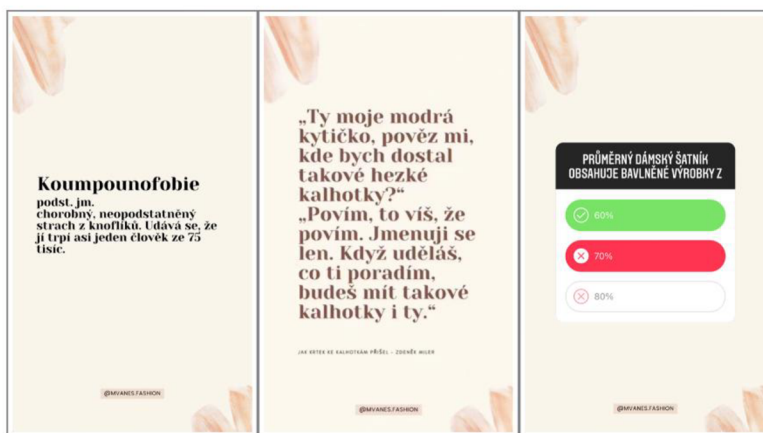 Koumpounofobie
podst. jm.
chorobný, neopodstatněný
strach z knoflíků. Udává se, že
jí trpí asi jeden člověk ze 75
tisíc.
@MVANES.FASHION
„Ty moje modrá
kytičko, pověz mi,
kde bych dostal
takové hezké
kalhotky?“
„Povím, to víš, že
povím. Jmenuji se
len. Když uděláš,
co ti poradím,
budeš mít takové
kalhotky i ty.“
JAK KRTEK KE KALHOTKÁM PŘIŠEL – ZDENĚK MILER
@MVANES.FASHION
PRŮMĚRNÝ DÁMSKÝ ŠATNÍK
OBSAHUJE BAVLNĚNÉ VÝROBKY Z
60%
70%
80%
@MVANES.FASHION